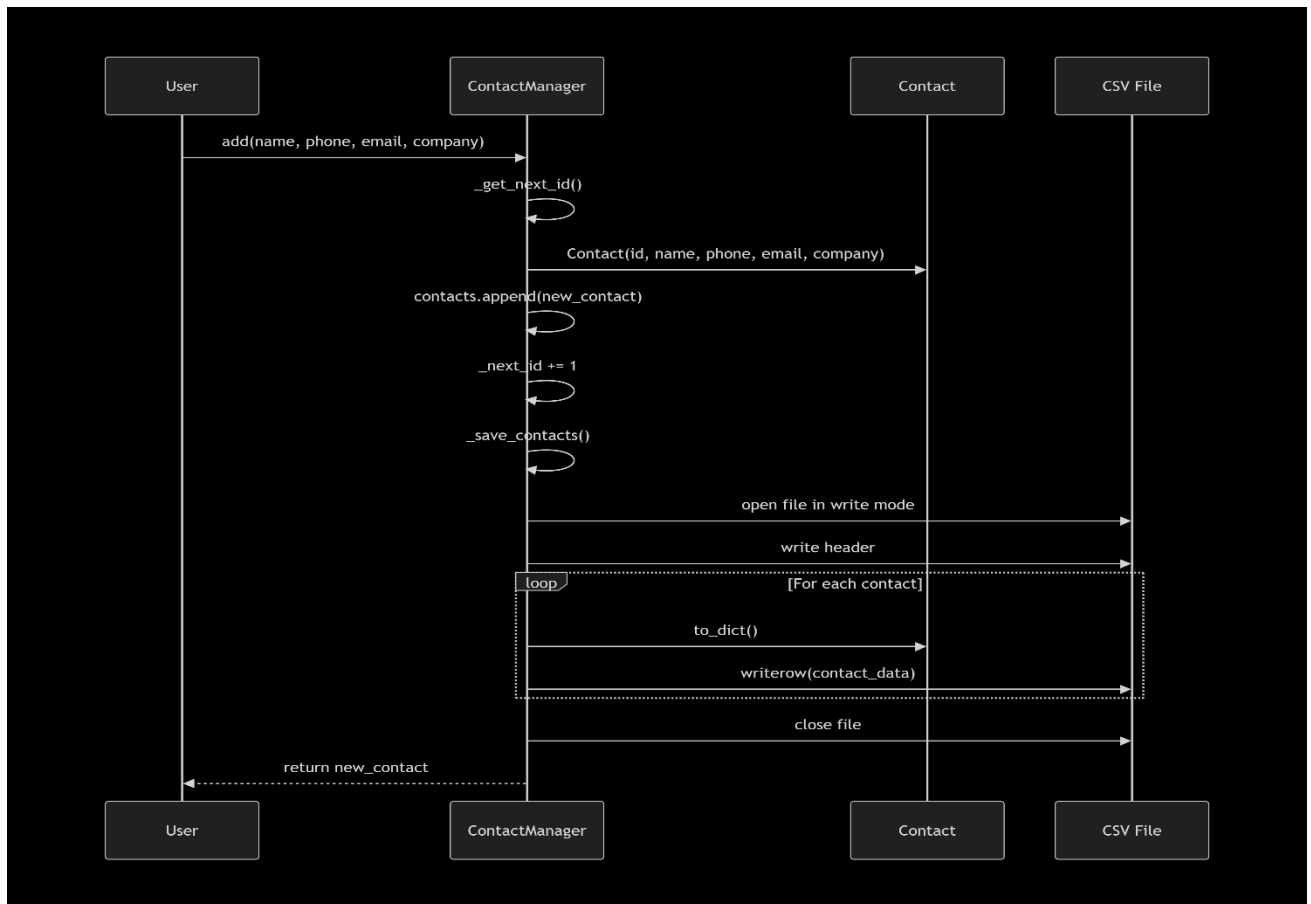 User
ContactManager
Contact
CSV File
add(name, phone, email, company)
_get_next_id()
Contact(id, name, phone, email, company)
contacts.append(new_contact)
_next_id += 1
_save_contacts()
open file in write mode
write header
loop
[For each contact]
to_dict()
writerow(contact_data)
close file
return new_contact
User
ContactManager
Contact
CSV File